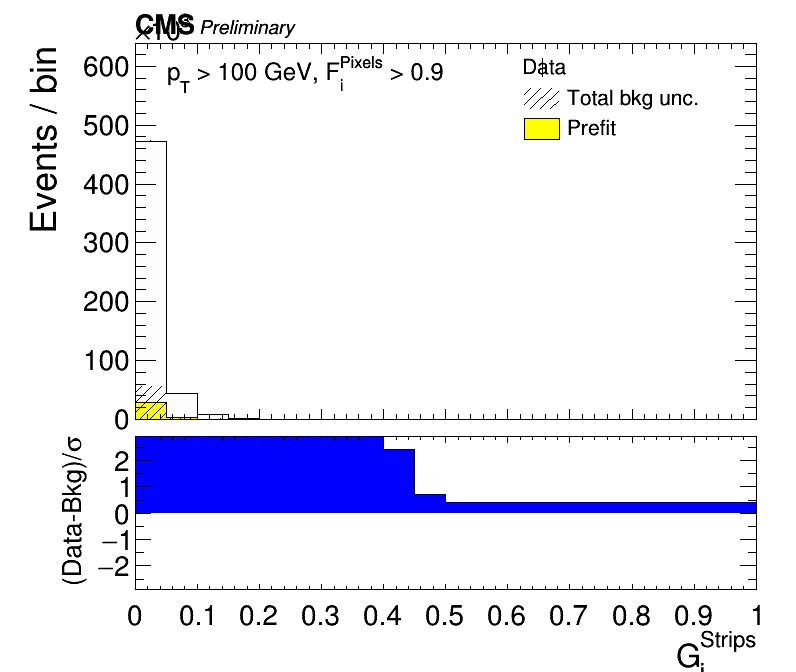 CMS Preliminary
×10
p_T > 100 GeV, F_i^Pixels > 0.9
Data
Total bkg unc.
Prefit
Events / bin
600
500
400
300
200
100
0
(Data-Bkg)/σ
2
1
0
−1
−2
0 0.1 0.2 0.3 0.4 0.5 0.6 0.7 0.8 0.9 1
G_i^Strips